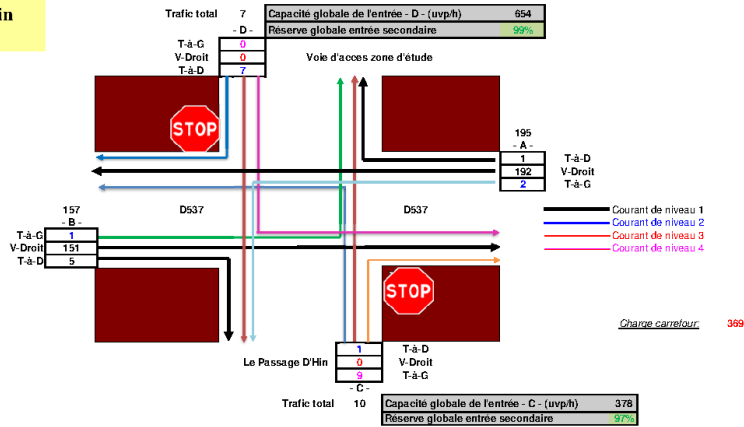 in
Trafic total 7 Capacité globale de l'entrée - D - (uvp/h) 654
- D - Réserve globale entrée secondaire 99%
T-à-G 0
V-Droit 0 Voie d'acces zone d'étude
T-à-D 7
STOP
195
- A -
1 T-à-D
192 V-Droit
2 T-à-G
157 D537 D537 Courant de niveau 1
- B - Courant de niveau 2
T-à-G 1 Courant de niveau 3
V-Droit 151 Courant de niveau 4
T-à-D 5
STOP
Charge carrefour: 369
1 T-à-D
Le Passage D'Hin 0 V-Droit
9 T-à-G
- C -
Trafic total 10 Capacité globale de l'entrée - C - (uvp/h) 378
Réserve globale entrée secondaire 97%